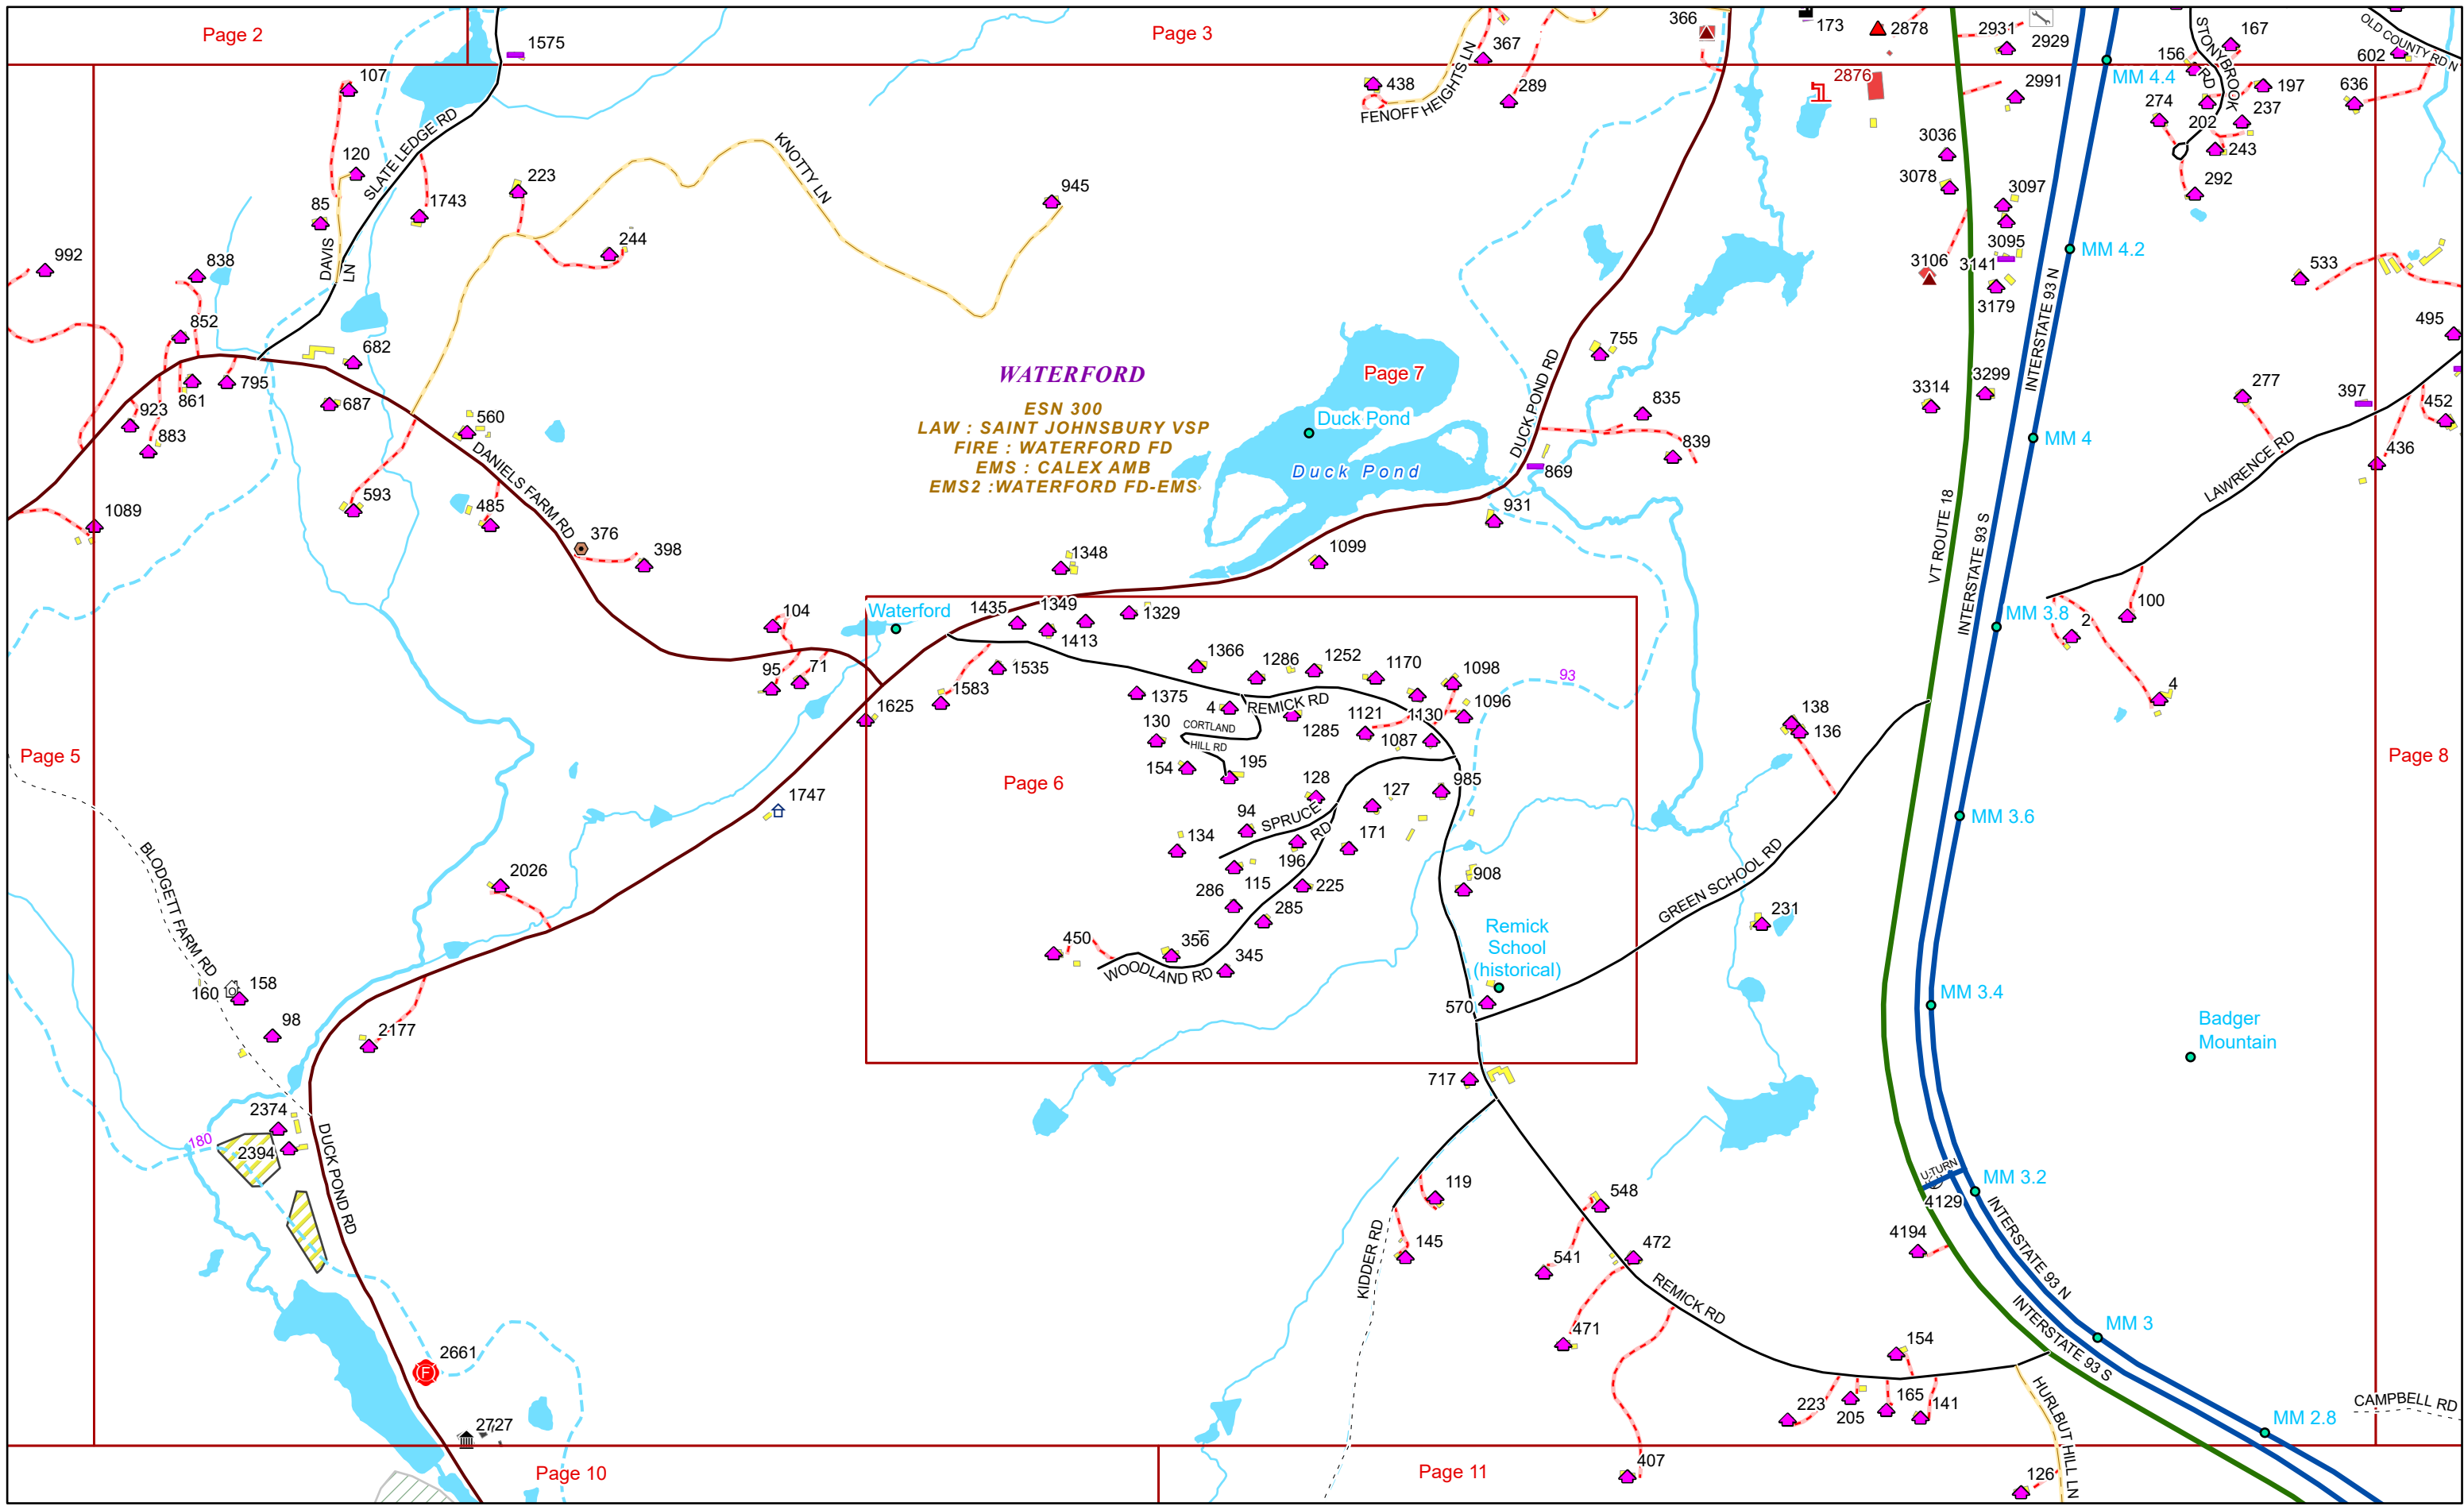 Page 2
1575
Page 3
366
173
2878
2931
2929
167
OLD COUNTY RD N
602
156
STONYBROOK RD
367
438
289
FENOFF HEIGHTS LN
2876
2991
MM 4.4
274
197
202
237
636
107
120
SLATE LEDGE RD
223
KNOTTY LN
945
3036
243
85
1743
3078
3097
292
DAVIS LN
244
992
838
3095
MM 4.2
3106
3141
3179
533
852
682
495
INTERSTATE 93 N
755
WATERFORD
Page 7
DUCK POND RD
795
861
923
883
687
560
ESN 300
LAW : SAINT JOHNSBURY VSP
FIRE : WATERFORD FD
EMS : CALEX AMB
EMS2 :WATERFORD FD-EMS
Duck Pond
Duck Pond
835
839
869
3314
3299
277
397
452
MM 4
436
LAWRENCE RD
DANIELS FARM RD
593
485
1089
376
398
931
1099
1348
VT ROUTE 18
INTERSTATE 93 S
104
Waterford
1435
1349
1329
1413
MM 3.8
2
100
95
71
1535
1583
1625
1366
1286
1252
1170
1098
1096
93
1375
4
REMICK RD
1285
1121
1130
1087
130
CORTLAND
HILL RD
154
195
138
136
4
Page 5
Page 6
1747
128
127
985
94
SPRUCE RD
171
134
196
115
286
225
285
MM 3.6
Page 8
BLODGETT FARM RD
2026
908
GREEN SCHOOL RD
231
450
356
345
WOODLAND RD
Remick
School
(historical)
570
160
158
98
2177
MM 3.4
Badger
Mountain
717
2374
180
2394
DUCK POND RD
U-TURN
MM 3.2
4129
4194
INTERSTATE 93 N
119
145
KIDDER RD
548
541
472
REMICK RD
471
2661
154
MM 3
INTERSTATE 93 S
223
205
165
141
HURLBUT HILL LN
CAMPBELL RD
MM 2.8
2727
Page 10
Page 11
407
126